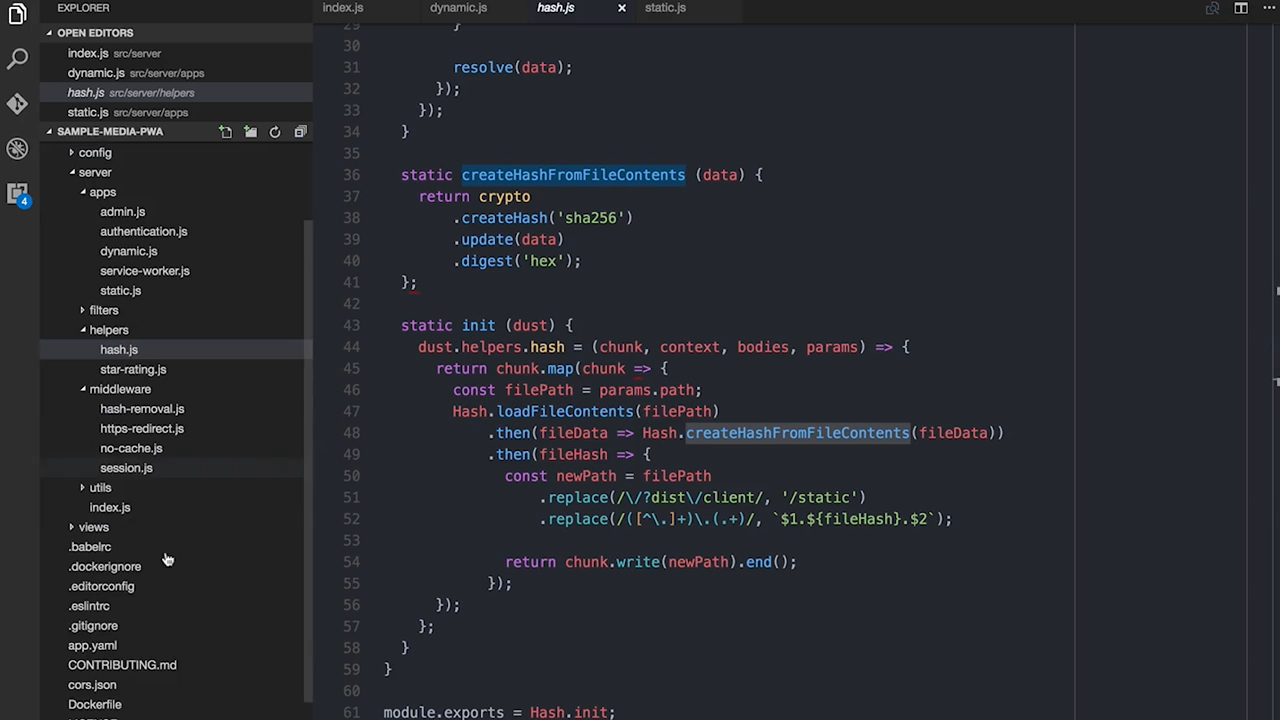 EXPLORER
OPEN EDITORS
index.js src/server
dynamic.js src/server/apps
hash.js src/server/helpers
static.js src/server/apps
SAMPLE-MEDIA-PWA
config
server
apps
admin.js
authentication.js
dynamic.js
service-worker.js
static.js
filters
helpers
hash.js
star-rating.js
middleware
hash-removal.js
https-redirect.js
no-cache.js
session.js
utils
index.js
views
.babelrc
.dockerignore
.editorconfig
.eslintrc
.gitignore
app.yaml
CONTRIBUTING.md
cors.json
Dockerfile
4
index.js dynamic.js hash.js static.js
29 }
30
31 resolve(data);
32 });
33 });
34 }
35
36 static createHashFromFileContents (data) {
37 return crypto
38 .createHash('sha256')
39 .update(data)
40 .digest('hex');
41 };
42
43 static init (dust) {
44 dust.helpers.hash = (chunk, context, bodies, params) => {
45 return chunk.map(chunk => {
46 const filePath = params.path;
47 Hash.loadFileContents(filePath)
48 .then(fileData => Hash.createHashFromFileContents(fileData))
49 .then(fileHash => {
50 const newPath = filePath
51 .replace(/\/?dist\/client/, '/static')
52 .replace(/([^\.]+)\.(.+)/, `$1.${fileHash}.$2`);
53
54 return chunk.write(newPath).end();
55 });
56 });
57 };
58 }
59 }
60
61 module.exports = Hash.init;